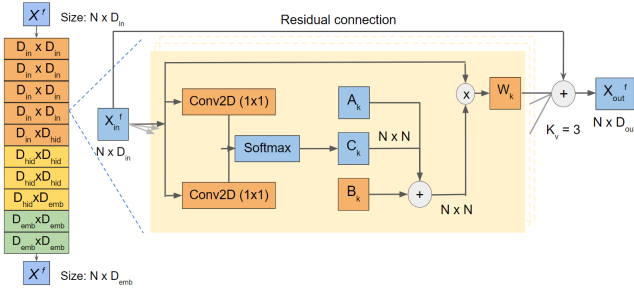 X^f
Size: N x D_in
D_in x D_in
D_in x D_in
D_in x D_in
D_in x D_in
D_in xD_hid
D_hid xD_hid
D_hid xD_hid
D_hid xD_emb
D_emb xD_emb
D_emb xD_emb
X^f
Size: N x D_emb
Residual connection
X_in^f
N x D_in
Conv2D (1x1)
Softmax
Conv2D (1x1)
A_k
C_k
B_k
N x N
+
N x N
x
W_k
+
K_v = 3
X_out^f
N x D_ou